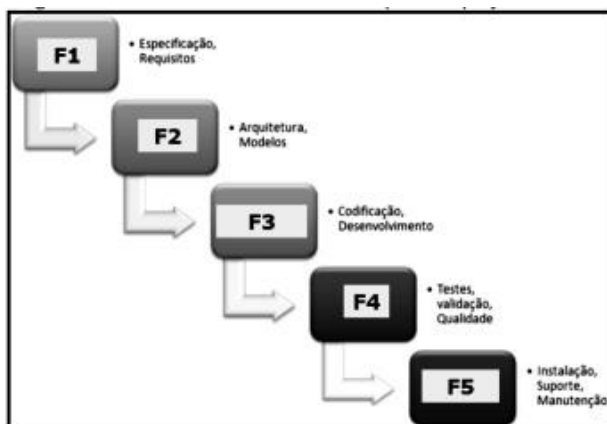 F1
• Especificação,
Requisitos
F2
• Arquitetura,
Modelos
F3
• Codificação,
Desenvolvimento
F4
• Testes,
validação,
Qualidade
F5
• Instalação,
Suporte,
Manutenção